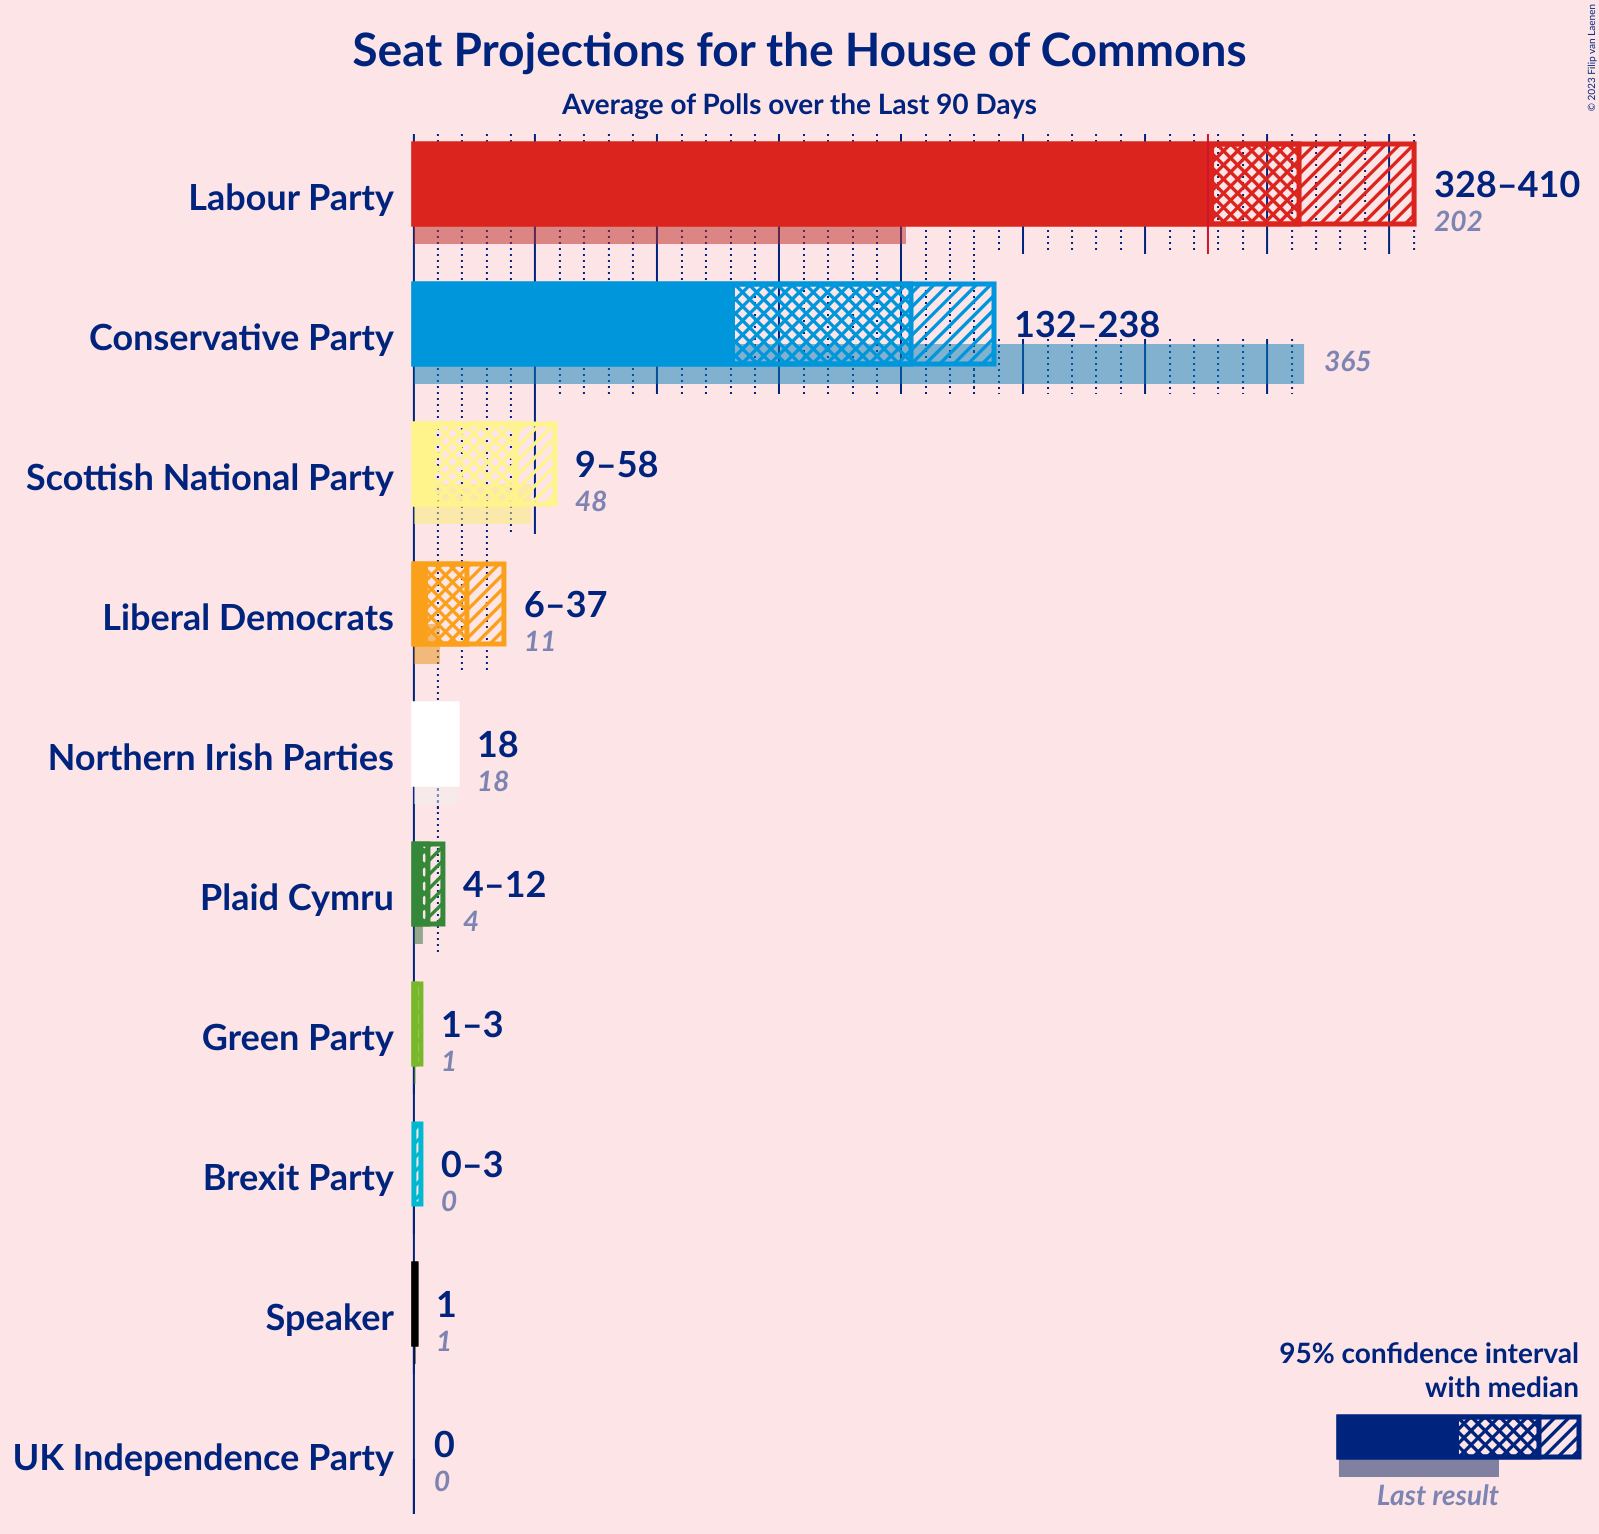 © 2023 Filip van Laenen
Seat Projections for the House of Commons
Average of Polls over the Last 90 Days
Labour Party
328–410
202
Conservative Party
132–238
365
Scottish National Party
9–58
48
Liberal Democrats
6–37
11
Northern Irish Parties
18
18
Plaid Cymru
4–12
4
Green Party
1–3
1
Brexit Party
0–3
0
Speaker
1
1
UK Independence Party
0
0
95% confidence interval
with median
Last result